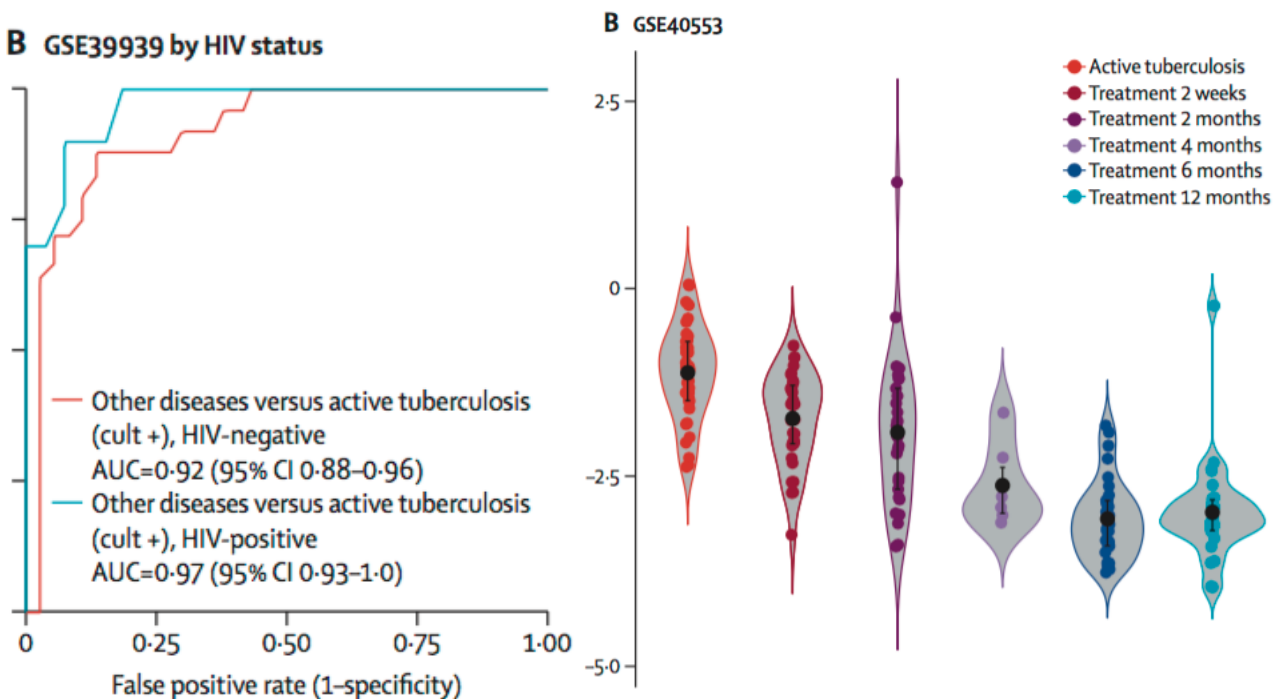 B GSE39939 by HIV status
Other diseases versus active tuberculosis
(cult +), HIV-negative
AUC=0·92 (95% CI 0·88–0·96)
Other diseases versus active tuberculosis
(cult +), HIV-positive
AUC=0·97 (95% CI 0·93–1·0)
0
0·25
0·50
0·75
1·00
False positive rate (1–specificity)
B GSE40553
2·5
0
–2·5
–5·0
Active tuberculosis
Treatment 2 weeks
Treatment 2 months
Treatment 4 months
Treatment 6 months
Treatment 12 months